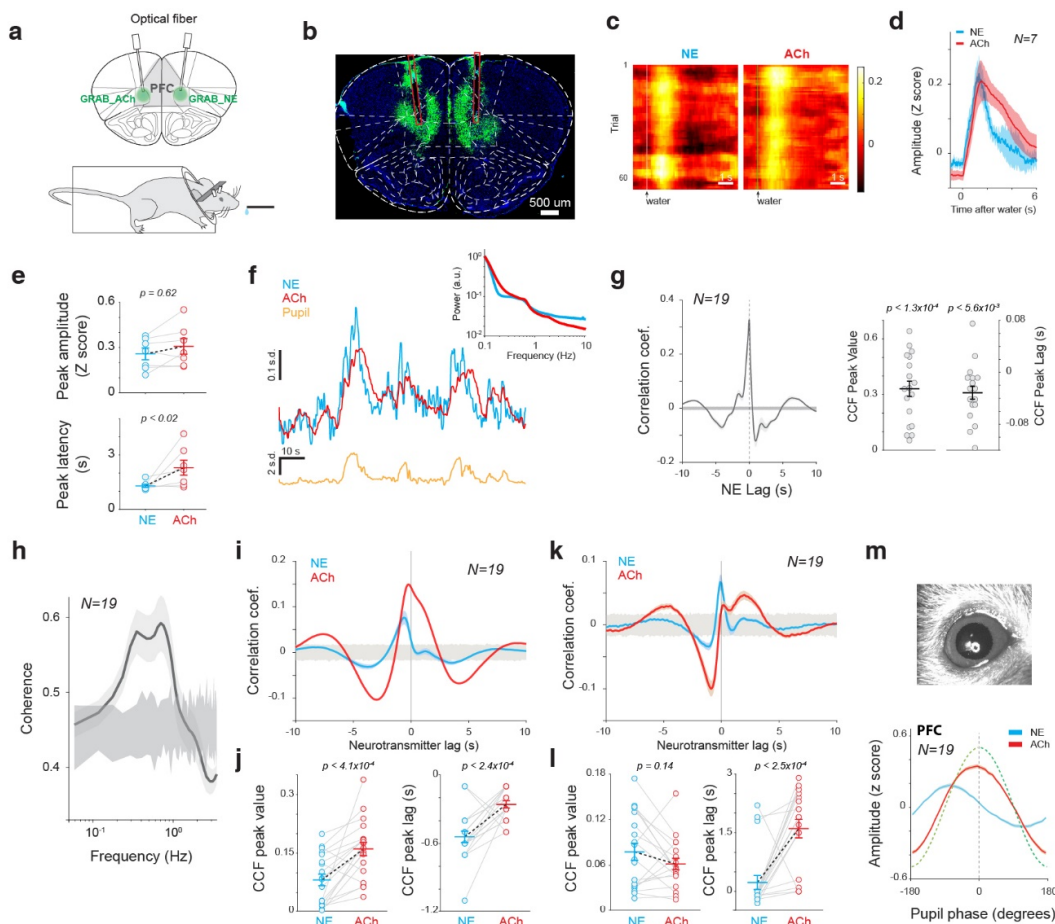 a
Optical fiber
GRAB_ACh
PFC
GRAB_NE
b
500 um
c
NE
ACh
Trial
1
60
1 s
1 s
water
water
0.2
0
d
NE
ACh
N=7
Amplitude (Z score)
0.2
0
0
6
Time after water (s)
e
Peak amplitude
(Z score)
p = 0.62
0.6
0.3
0
Peak latency
(s)
p < 0.02
3
0
NE
ACh
f
NE
ACh
Pupil
0.1 s.d.
2 s.d.
10 s
Power (a.u.)
10⁰
10⁻¹
10⁻²
0.1
1
10
Frequency (Hz)
g
N=19
Correlation coef.
0.4
0.2
0
-0.2
-10
-5
0
5
10
NE Lag (s)
p < 1.3x10⁻⁴
p < 5.6x10⁻³
CCF Peak Value
0.6
0.3
0
0.08
0
-0.08
CCF Peak Lag (s)
h
N=19
Coherence
0.6
0.5
0.4
10⁻¹
10⁰
Frequency (Hz)
i
NE
ACh
N=19
Correlation coef.
0.2
0.1
0
-0.1
-10
-5
0
5
10
Neurotransmitter lag (s)
j
p < 4.1x10⁻⁴
CCF peak value
0.3
0.15
0
NE
ACh
p < 2.4x10⁻⁴
CCF peak lag (s)
0
-0.6
-1.2
NE
ACh
k
NE
ACh
N=19
Correlation coef.
0.1
0
-0.1
-10
-5
0
5
10
Neurotransmitter lag (s)
l
p = 0.14
CCF peak value
0.18
0.12
0.06
0
NE
ACh
p < 2.5x10⁻⁴
CCF peak lag (s)
3
1.5
0
NE
ACh
m
PFC
N=19
NE
ACh
Amplitude (z score)
0.6
0
-0.6
-180
0
180
Pupil phase (degrees)